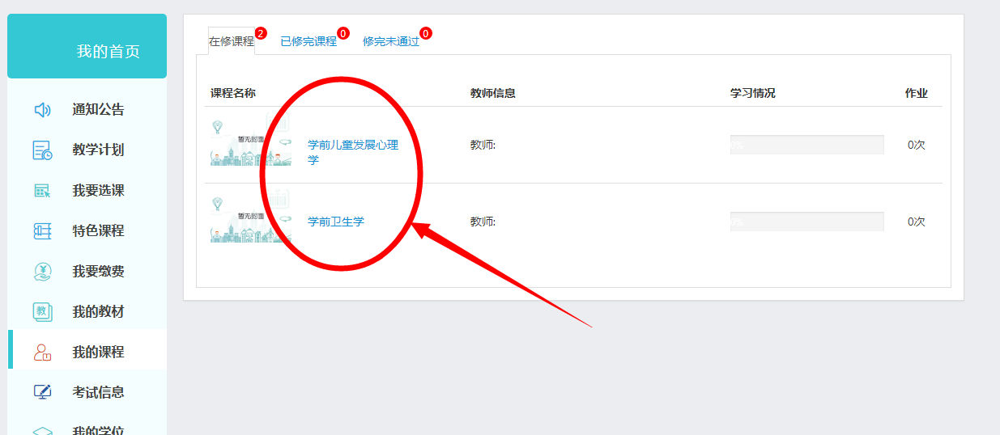 我的首页
通知公告
教学计划
我要选课
特色课程
我要缴费
教
我的教材
我的课程
考试信息
我的学位
在修课程 2 已修完课程 0 修完未通过 0
课程名称 教师信息 学习情况 作业
暂无封面
学前儿童发展心理
学
教师:
0%
0次
暂无封面
学前卫生学
教师:
0%
0次